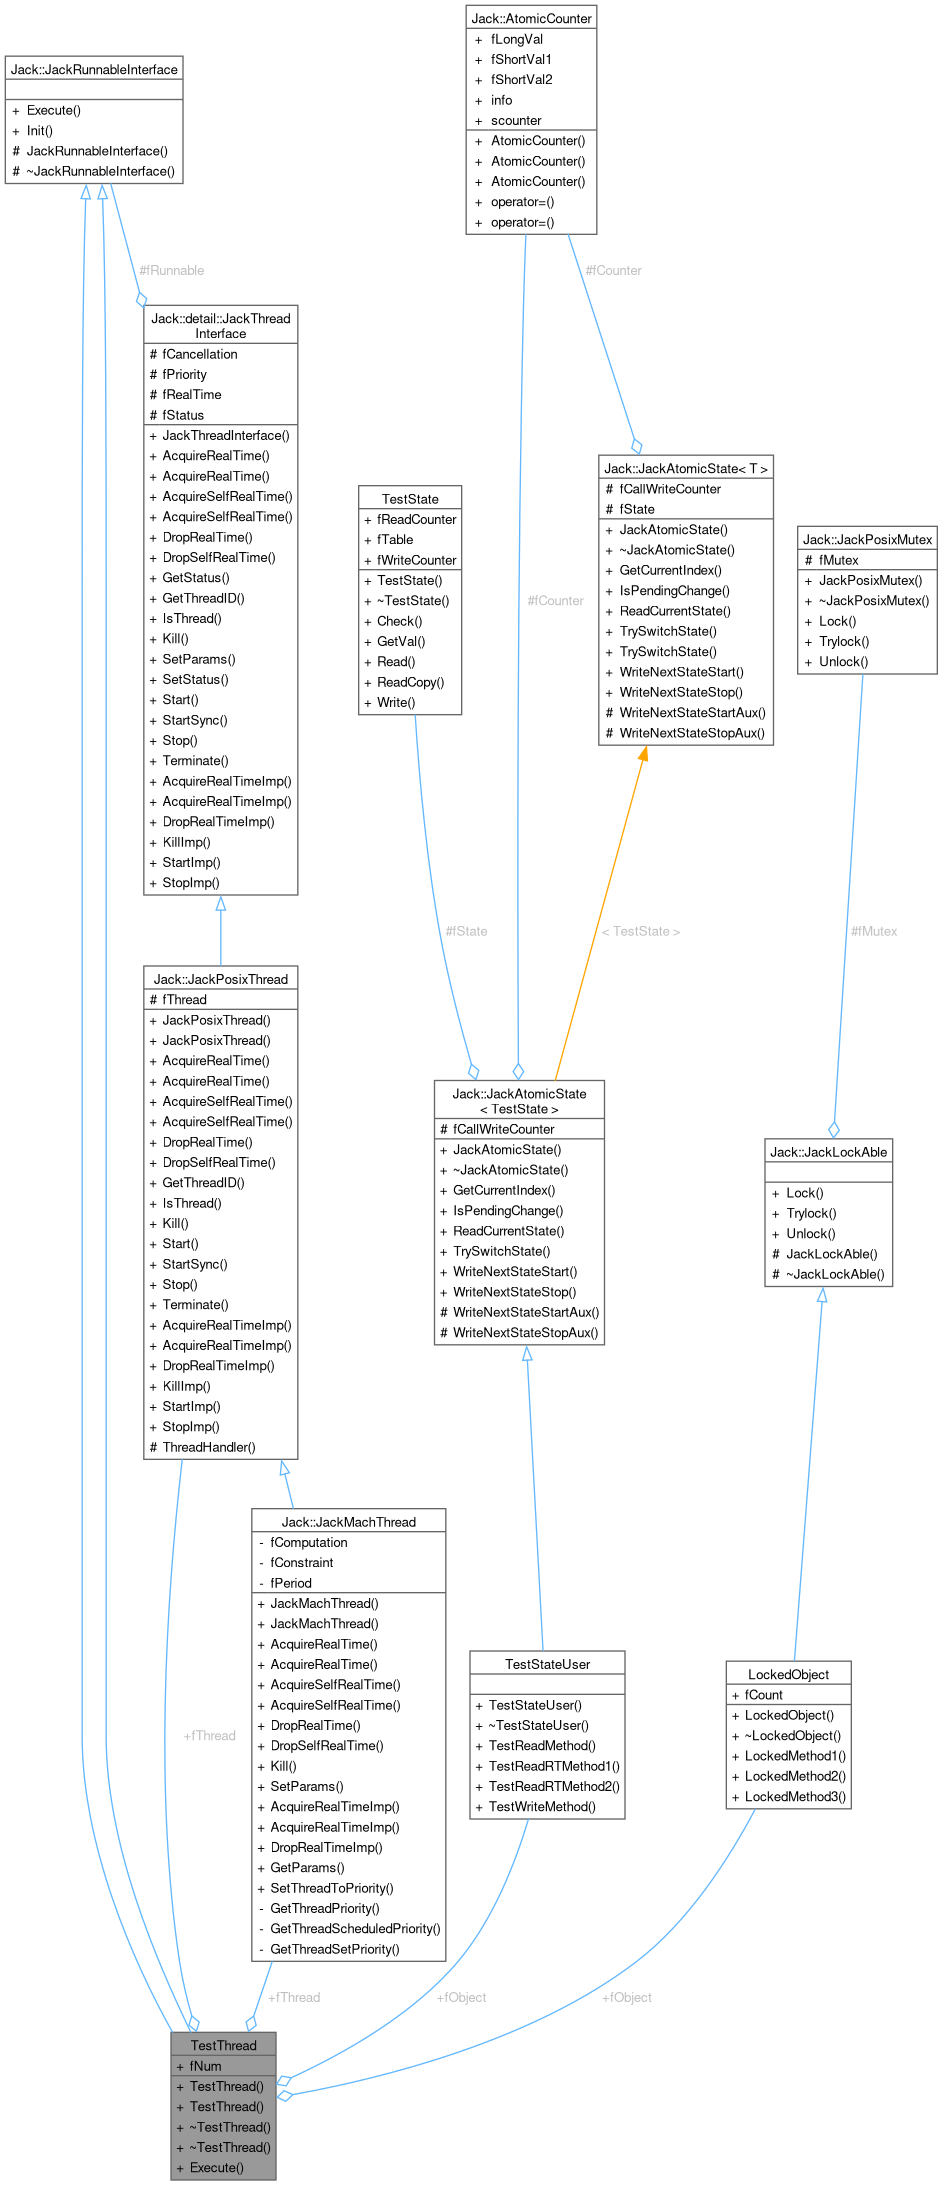 Jack::AtomicCounter
+ fLongVal
+ fShortVal1
+ fShortVal2
+ info
+ scounter
+ AtomicCounter()
+ AtomicCounter()
+ AtomicCounter()
+ operator=()
+ operator=()
Jack::JackRunnableInterface
+ Execute()
+ Init()
# JackRunnableInterface()
# ~JackRunnableInterface()
#fRunnable
#fCounter
Jack::detail::JackThread
Interface
# fCancellation
# fPriority
# fRealTime
# fStatus
+ JackThreadInterface()
+ AcquireRealTime()
+ AcquireRealTime()
+ AcquireSelfRealTime()
+ AcquireSelfRealTime()
+ DropRealTime()
+ DropSelfRealTime()
+ GetStatus()
+ GetThreadID()
+ IsThread()
+ Kill()
+ SetParams()
+ SetStatus()
+ Start()
+ StartSync()
+ Stop()
+ Terminate()
+ AcquireRealTimeImp()
+ AcquireRealTimeImp()
+ DropRealTimeImp()
+ KillImp()
+ StartImp()
+ StopImp()
TestState
+ fReadCounter
+ fTable
+ fWriteCounter
+ TestState()
+ ~TestState()
+ Check()
+ GetVal()
+ Read()
+ ReadCopy()
+ Write()
#fCounter
Jack::JackAtomicState< T >
# fCallWriteCounter
# fState
+ JackAtomicState()
+ ~JackAtomicState()
+ GetCurrentIndex()
+ IsPendingChange()
+ ReadCurrentState()
+ TrySwitchState()
+ TrySwitchState()
+ WriteNextStateStart()
+ WriteNextStateStop()
# WriteNextStateStartAux()
# WriteNextStateStopAux()
Jack::JackPosixMutex
# fMutex
+ JackPosixMutex()
+ ~JackPosixMutex()
+ Lock()
+ Trylock()
+ Unlock()
#fState
< TestState >
#fMutex
Jack::JackPosixThread
# fThread
+ JackPosixThread()
+ JackPosixThread()
+ AcquireRealTime()
+ AcquireRealTime()
+ AcquireSelfRealTime()
+ AcquireSelfRealTime()
+ DropRealTime()
+ DropSelfRealTime()
+ GetThreadID()
+ IsThread()
+ Kill()
+ Start()
+ StartSync()
+ Stop()
+ Terminate()
+ AcquireRealTimeImp()
+ AcquireRealTimeImp()
+ DropRealTimeImp()
+ KillImp()
+ StartImp()
+ StopImp()
# ThreadHandler()
Jack::JackAtomicState
< TestState >
# fCallWriteCounter
+ JackAtomicState()
+ ~JackAtomicState()
+ GetCurrentIndex()
+ IsPendingChange()
+ ReadCurrentState()
+ TrySwitchState()
+ WriteNextStateStart()
+ WriteNextStateStop()
# WriteNextStateStartAux()
# WriteNextStateStopAux()
Jack::JackLockAble
+ Lock()
+ Trylock()
+ Unlock()
# JackLockAble()
# ~JackLockAble()
Jack::JackMachThread
- fComputation
- fConstraint
- fPeriod
+ JackMachThread()
+ JackMachThread()
+ AcquireRealTime()
+ AcquireRealTime()
+ AcquireSelfRealTime()
+ AcquireSelfRealTime()
+ DropRealTime()
+ DropSelfRealTime()
+ Kill()
+ SetParams()
+ AcquireRealTimeImp()
+ AcquireRealTimeImp()
+ DropRealTimeImp()
+ GetParams()
+ SetThreadToPriority()
- GetThreadPriority()
- GetThreadScheduledPriority()
- GetThreadSetPriority()
+fThread
TestStateUser
+ TestStateUser()
+ ~TestStateUser()
+ TestReadMethod()
+ TestReadRTMethod1()
+ TestReadRTMethod2()
+ TestWriteMethod()
LockedObject
+ fCount
+ LockedObject()
+ ~LockedObject()
+ LockedMethod1()
+ LockedMethod2()
+ LockedMethod3()
+fThread
+fObject
+fObject
TestThread
+ fNum
+ TestThread()
+ TestThread()
+ ~TestThread()
+ ~TestThread()
+ Execute()